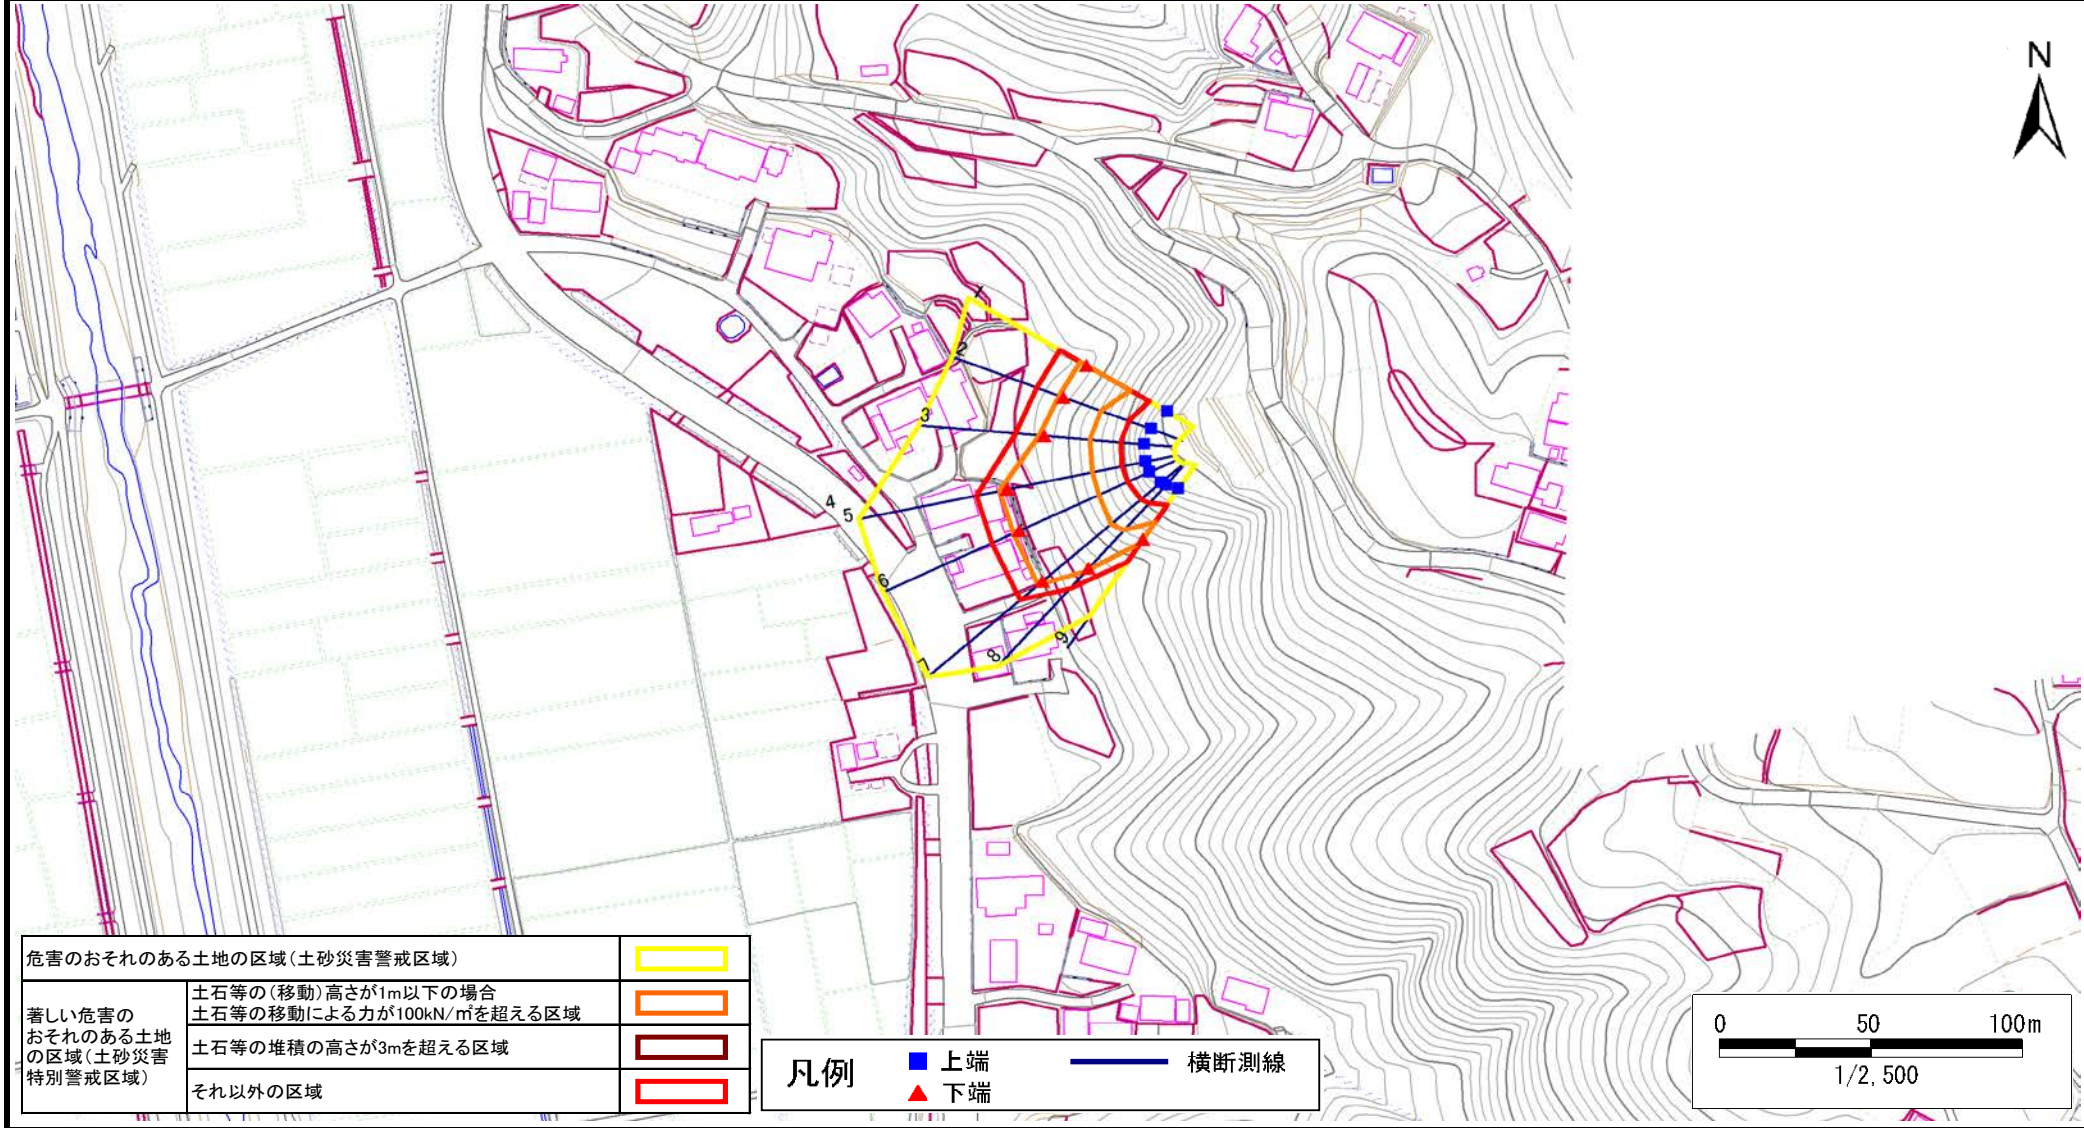 N
1
2
3
4
5
6
7
8
9
危害のおそれのある土地の区域(土砂災害警戒区域)
著しい危害の
おそれのある土地
の区域(土砂災害
特別警戒区域)
土石等の(移動)高さが1m以下の場合
土石等の移動による力が100kN/㎡を超える区域
土石等の堆積の高さが3mを超える区域
それ以外の区域
凡例
上端
下端
横断測線
0 50 100m
1/2,500